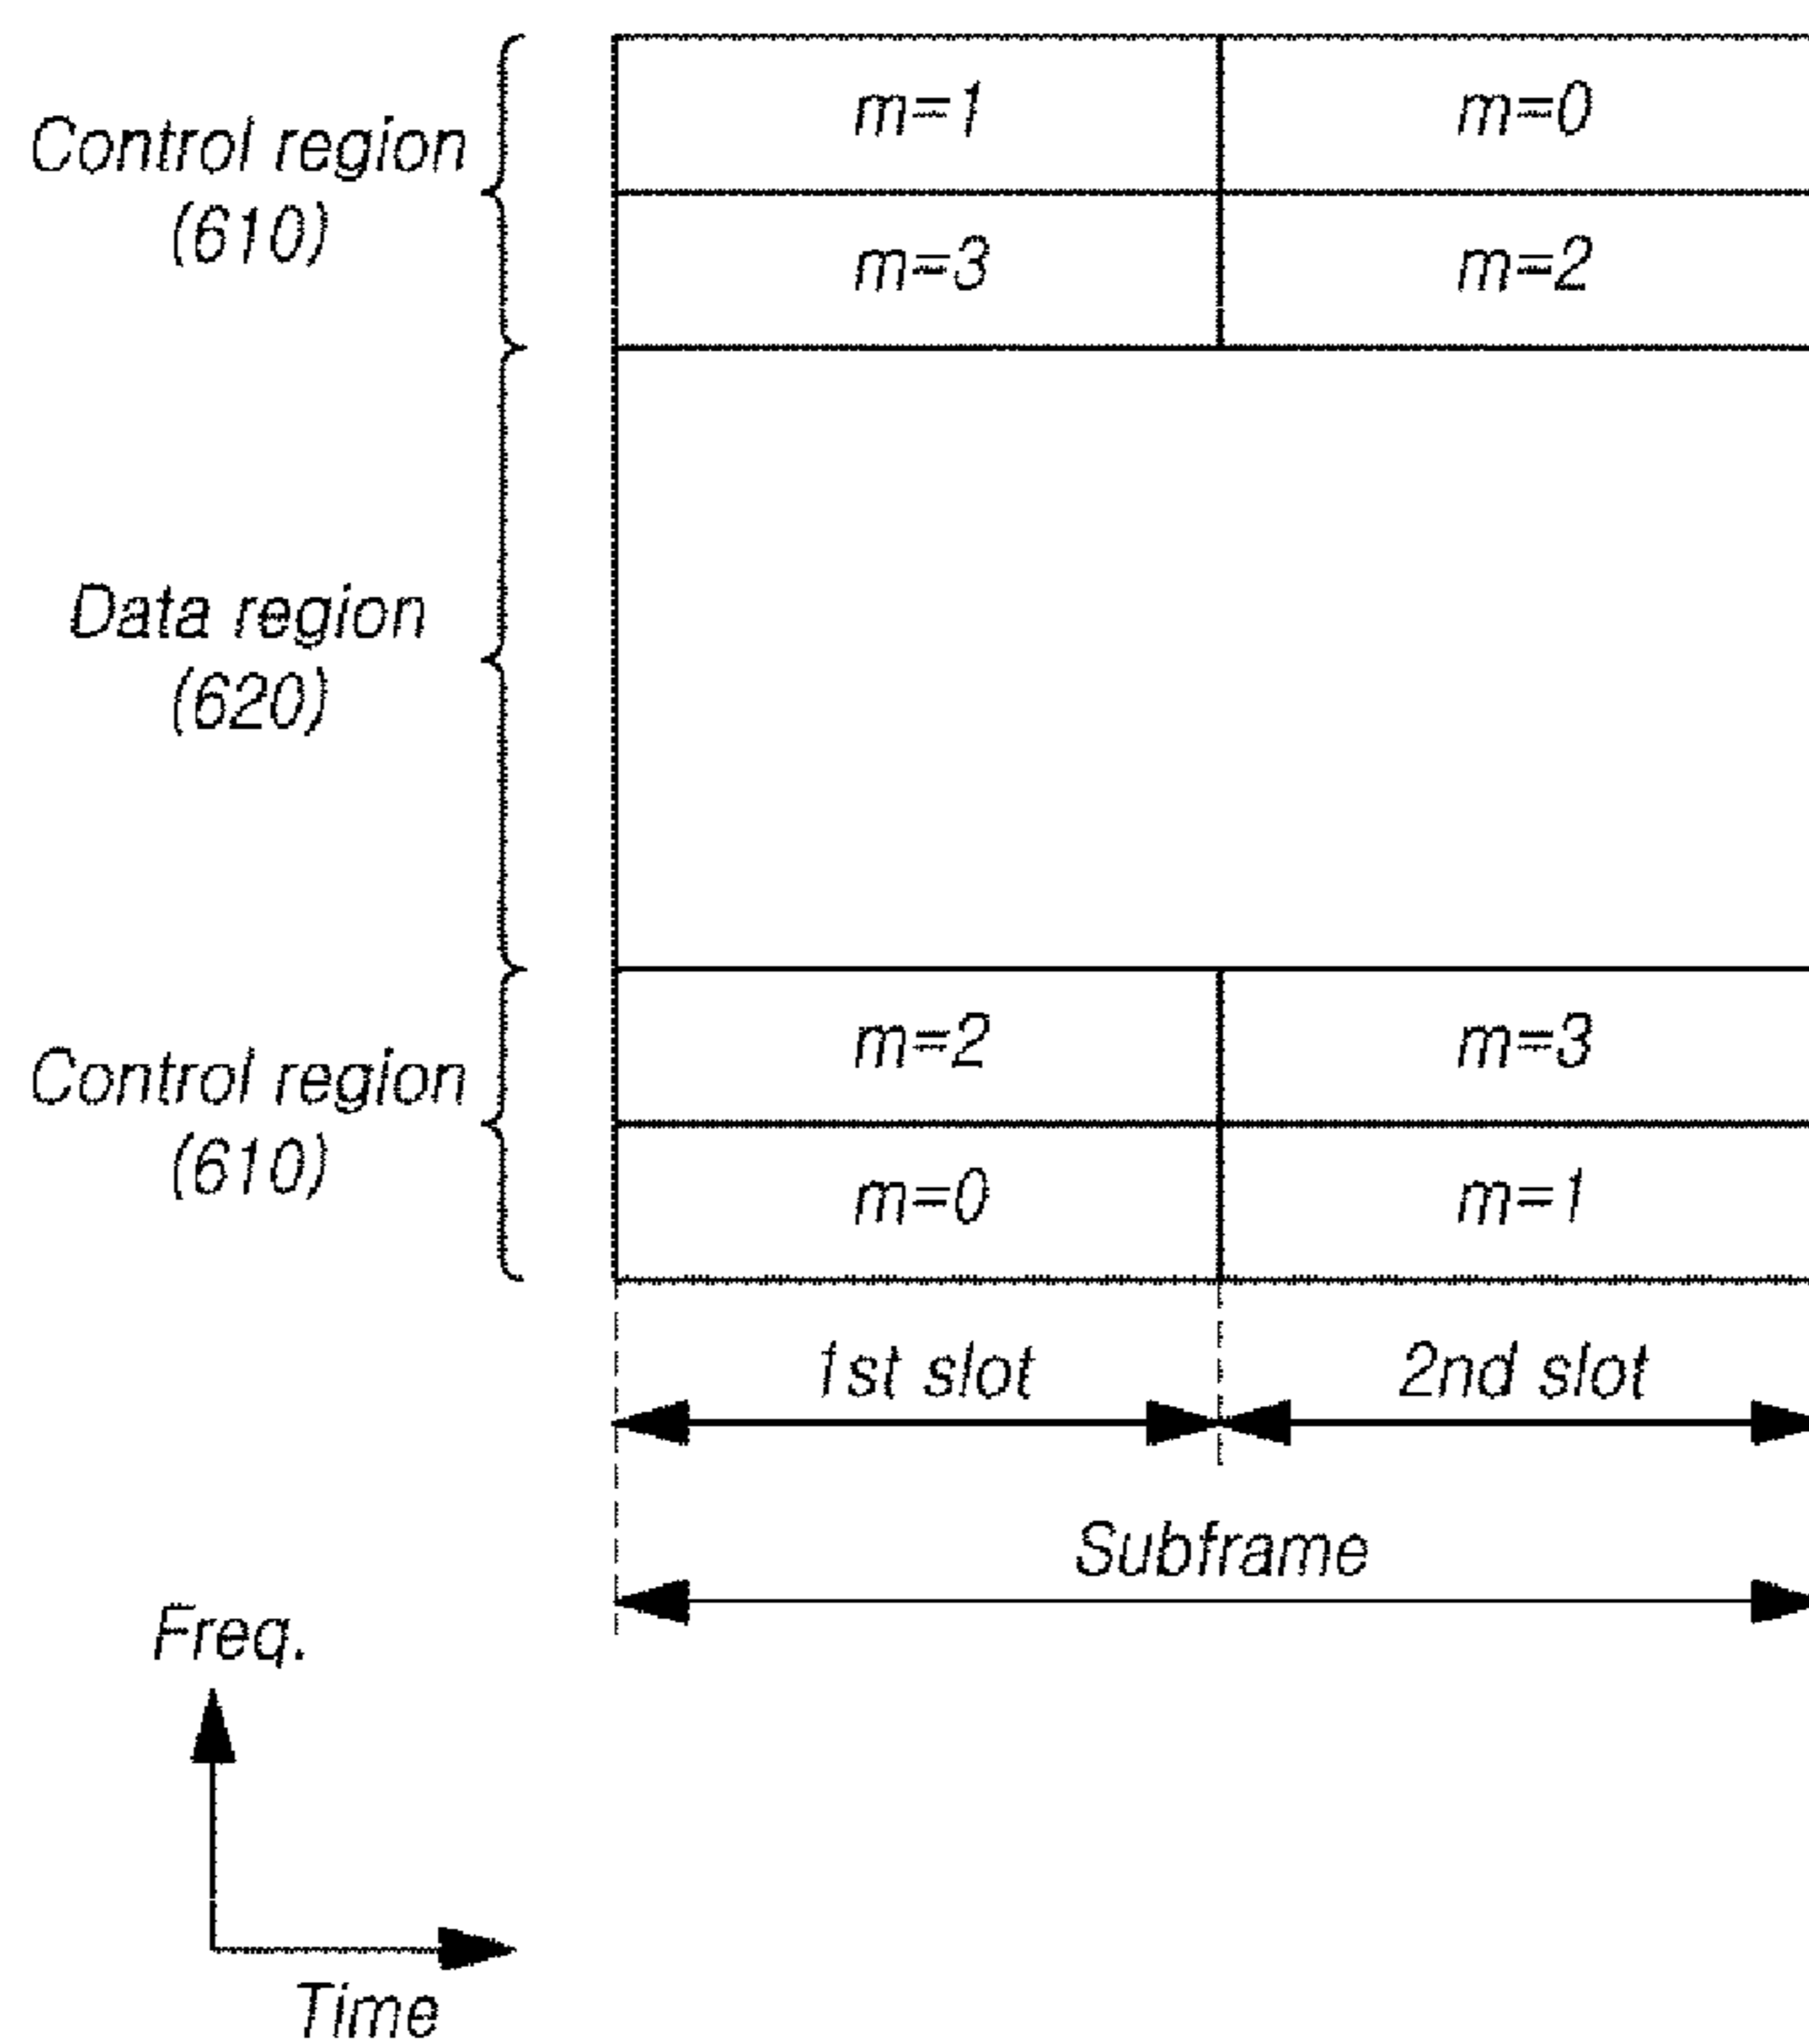 m=1 m=0
Control region
(610)
m=3 m=2
Data region
(620)
m=2 m=3
Control region
(610)
m=0 m=1
1st slot 2nd slot
Subframe
Freq.
Time